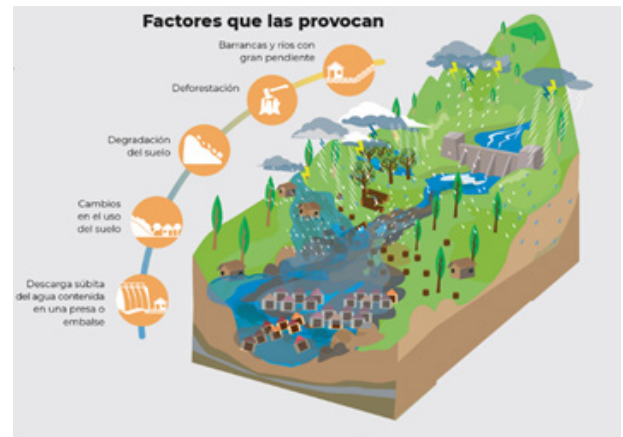 Factores que las provocan
Barrancas y ríos con
gran pendiente
Deforestación
Degradación
del suelo
Cambios
en el uso
del suelo
Descarga súbita
del agua contenida
en una presa o
embalse